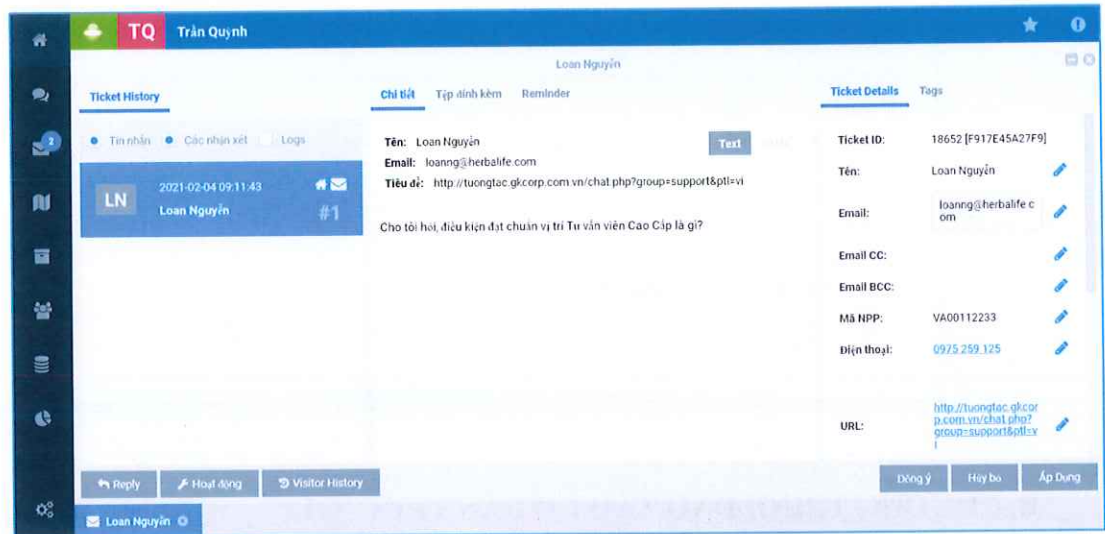 TQ Trần Quỳnh
Loan Nguyễn
Ticket History
Tin nhắn Các nhận xét Logs
LN
2021-02-04 09:11:43
Loan Nguyễn
#1
Chi tiết Tệp đính kèm Reminder
Tên: Loan Nguyễn
Text
Email: loanng@herbalife.com
Tiêu đề: http://tuongtac.gkcorp.com.vn/chat.php?group=support&ptl=vi
Cho tôi hỏi, điều kiện đạt chuẩn vị trí Tư vấn viên Cao Cấp là gì?
Ticket Details Tags
Ticket ID: 18652 [F917E45A27F9]
Tên: Loan Nguyễn
Email: loanng@herbalife.c
om
Email CC:
Email BCC:
Mã NPP: VA00112233
Điện thoại: 0975 259 125
URL: http://tuongtac.gkcor
p.com.vn/chat.php?
group=support&ptl=v
i
2
Reply Hoạt động Visitor History
Đồng ý Hủy bỏ Áp Dụng
Loan Nguyễn